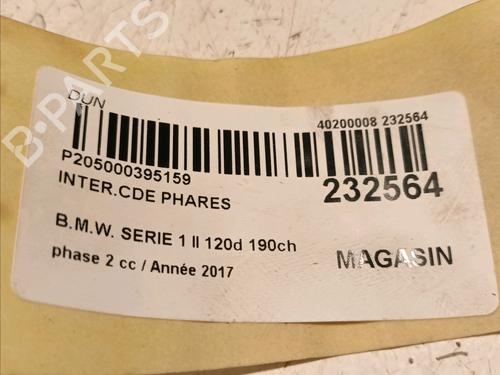 DUN
40200008 232564
P205000395159
232564
INTER.CDE PHARES
B.M.W. SERIE 1 II 120d 190ch
MAGASIN
phase 2 cc / Année 2017
B-PARTS